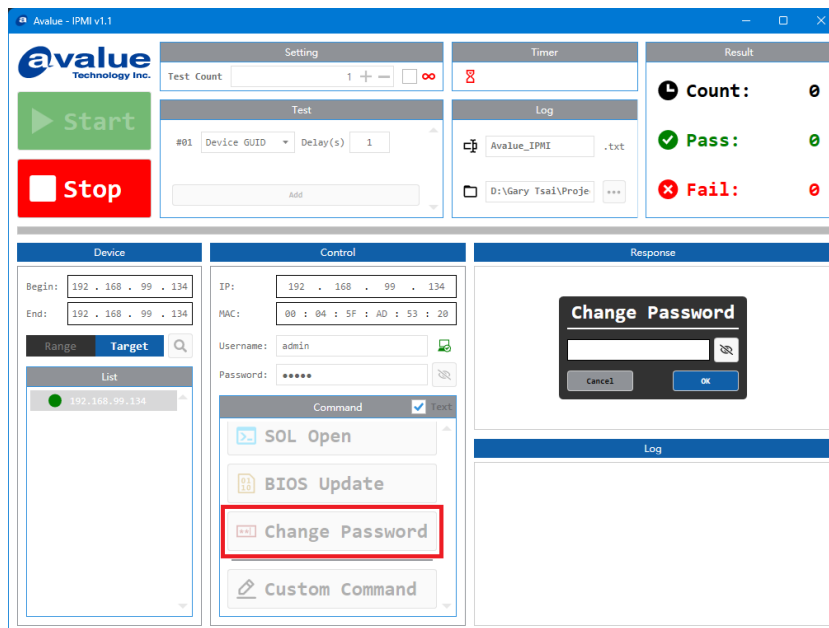 Avalue - IPMI v1.1
avalue
Technology Inc.
Start
Stop
Setting
Test Count 1
Test
#01 Device GUID Delay(s) 1
Add
Timer
Log
Avalue_IPMI .txt
D:\Gary Tsai\Proje
Result
Count: 0
Pass: 0
Fail: 0
Device
Begin: 192 . 168 . 99 . 134
End: 192 . 168 . 99 . 134
Range Target
List
192.168.99.134
Control
IP: 192 . 168 . 99 . 134
MAC: 00 : 04 : 5F : AD : 53 : 20
Username: admin
Password: •••••
Command Text
SOL Open
BIOS Update
Change Password
Custom Command
Response
Change Password
Cancel OK
Log